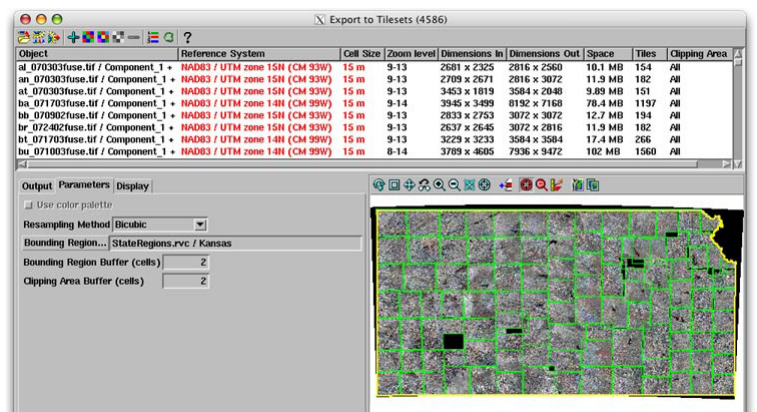 Export to Tilesets (4586)
?
Object Reference System Cell Size Zoom level Dimensions In Dimensions Out Space Tiles Clipping Area
al_070303fuse.tif / Component_1 + NAD83 / UTM zone 15N (CM 93W) 15 m 9-13 2681 x 2325 2816 x 2560 10.1 MB 154 All
an_070303fuse.tif / Component_1 + NAD83 / UTM zone 15N (CM 93W) 15 m 9-13 2709 x 2671 2816 x 3072 11.9 MB 182 All
at_070303fuse.tif / Component_1 + NAD83 / UTM zone 15N (CM 93W) 15 m 9-13 3453 x 1819 3584 x 2048 9.89 MB 151 All
ba_071703fuse.tif / Component_1 + NAD83 / UTM zone 14N (CM 99W) 15 m 9-14 3945 x 3499 8192 x 7168 78.4 MB 1197 All
bb_070902fuse.tif / Component_1 + NAD83 / UTM zone 15N (CM 93W) 15 m 9-13 2833 x 2753 3072 x 3072 12.7 MB 194 All
br_072402fuse.tif / Component_1 + NAD83 / UTM zone 15N (CM 93W) 15 m 9-13 2637 x 2645 3072 x 2816 11.9 MB 182 All
bt_071703fuse.tif / Component_1 + NAD83 / UTM zone 14N (CM 99W) 15 m 9-13 3229 x 3233 3584 x 3584 17.4 MB 266 All
bu_071003fuse.tif / Component_1 + NAD83 / UTM zone 14N (CM 99W) 15 m 8-14 3789 x 4605 7936 x 9472 102 MB 1560 All
Output Parameters Display
Use color palette
Resampling Method Bicubic
Bounding Region... StateRegions.rvc / Kansas
Bounding Region Buffer (cells) 2
Clipping Area Buffer (cells) 2